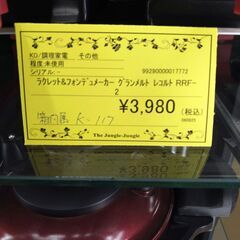 KD/調理家電　その他
程度:未使用
シリアル:-
99280000017772
ラクレット&フォンデュメーカー グランメルト レコルト RRF-
2
¥3,980 (税込)
060825
K-117
The Jungle-Jungle